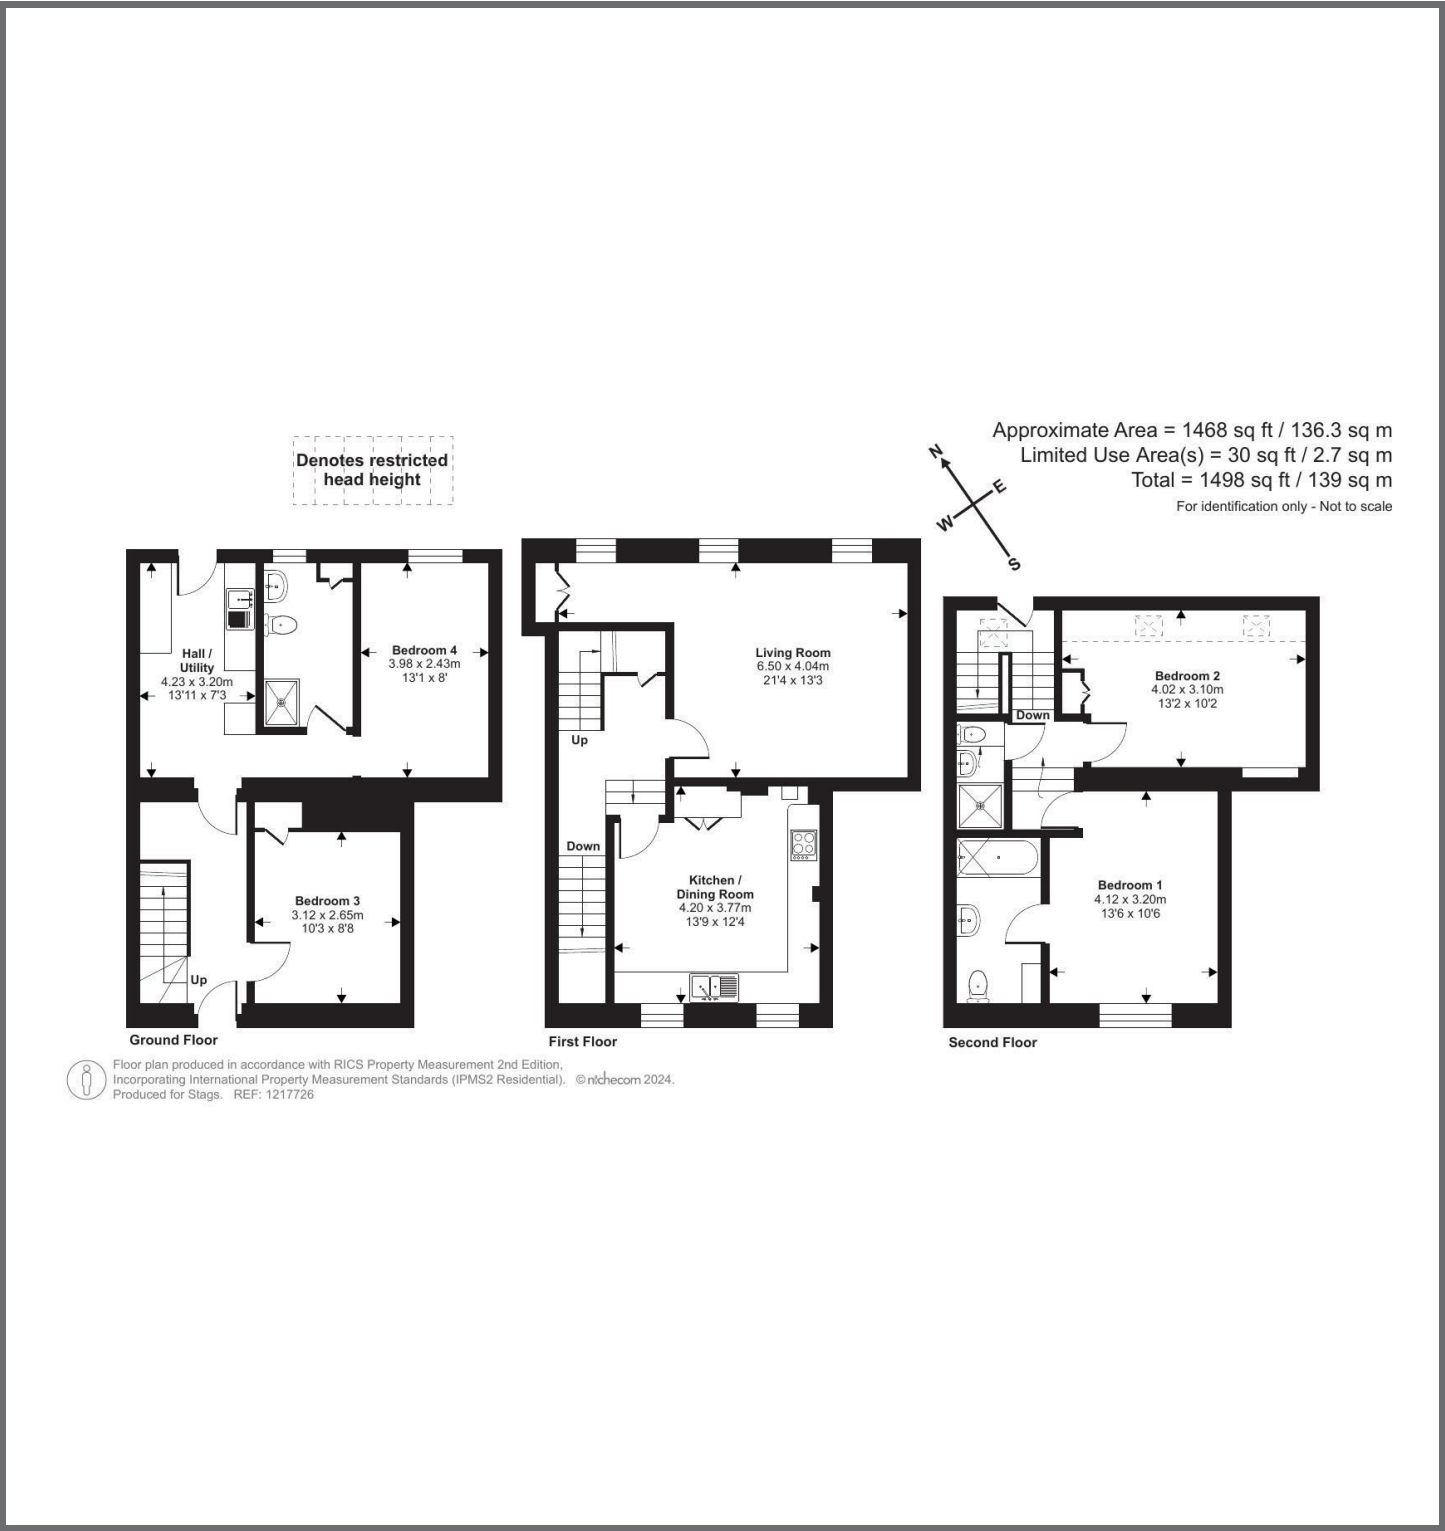 Approximate Area = 1468 sq ft / 136.3 sq m
Limited Use Area(s) = 30 sq ft / 2.7 sq m
Total = 1498 sq ft / 139 sq m
For identification only - Not to scale
N
E
W
S
Denotes restricted
head height
Hall /
Utility
4.23 x 3.20m
13'11 x 7'3
Bedroom 4
3.98 x 2.43m
13'1 x 8'
Bedroom 3
3.12 x 2.65m
10'3 x 8'8
Up
Ground Floor
Living Room
6.50 x 4.04m
21'4 x 13'3
Up
Down
Kitchen /
Dining Room
4.20 x 3.77m
13'9 x 12'4
First Floor
Bedroom 2
4.02 x 3.10m
13'2 x 10'2
Down
Bedroom 1
4.12 x 3.20m
13'6 x 10'6
Second Floor
Floor plan produced in accordance with RICS Property Measurement 2nd Edition,
Incorporating International Property Measurement Standards (IPMS2 Residential). © nichecom 2024.
Produced for Stags. REF: 1217726